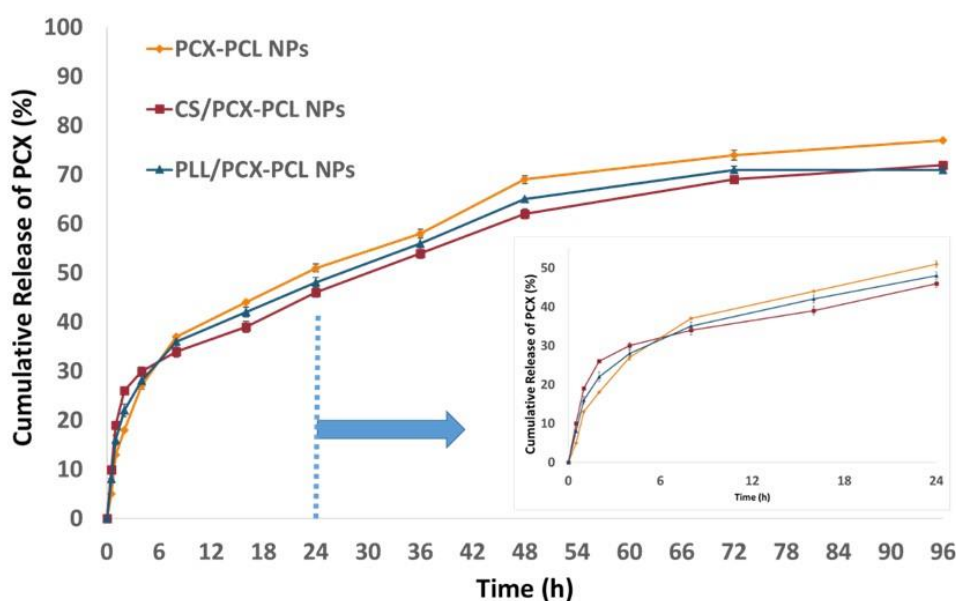 Cumulative Release of PCX (%)
100
90
80
70
60
50
40
30
20
10
0
PCX-PCL NPs
CS/PCX-PCL NPs
PLL/PCX-PCL NPs
0 6 12 18 24 30 36 42 48 54 60 66 72 78 84 90 96
Time (h)
Cumulative Release of PCX (%)
50
40
30
20
10
0
0 6 12 18 24
Time (h)